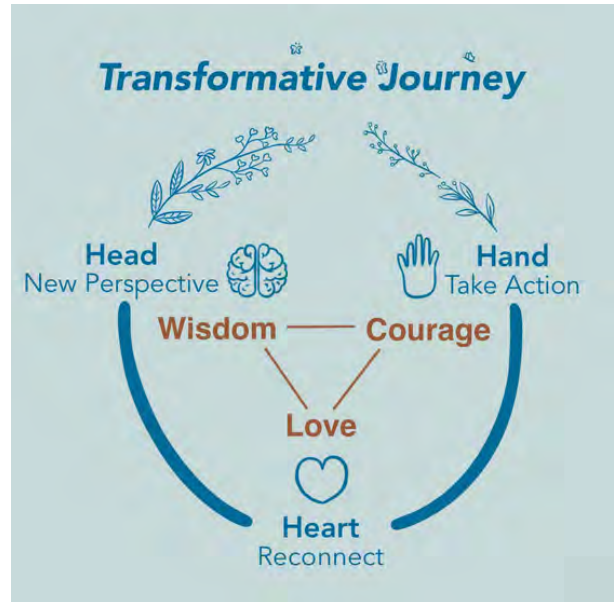 Transformative Journey
Head
New Perspective
Hand
Take Action
Wisdom
Courage
Love
Heart
Reconnect